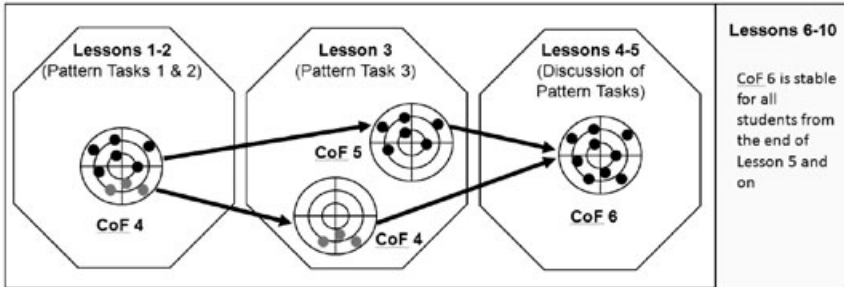 Lessons 1-2
(Pattern Tasks 1 & 2)
CoF 4
Lesson 3
(Pattern Task 3)
CoF 5
CoF 4
Lessons 4-5
(Discussion of
Pattern Tasks)
CoF 6
Lessons 6-10
CoF 6 is stable
for all
students from
the end of
Lesson 5 and
on